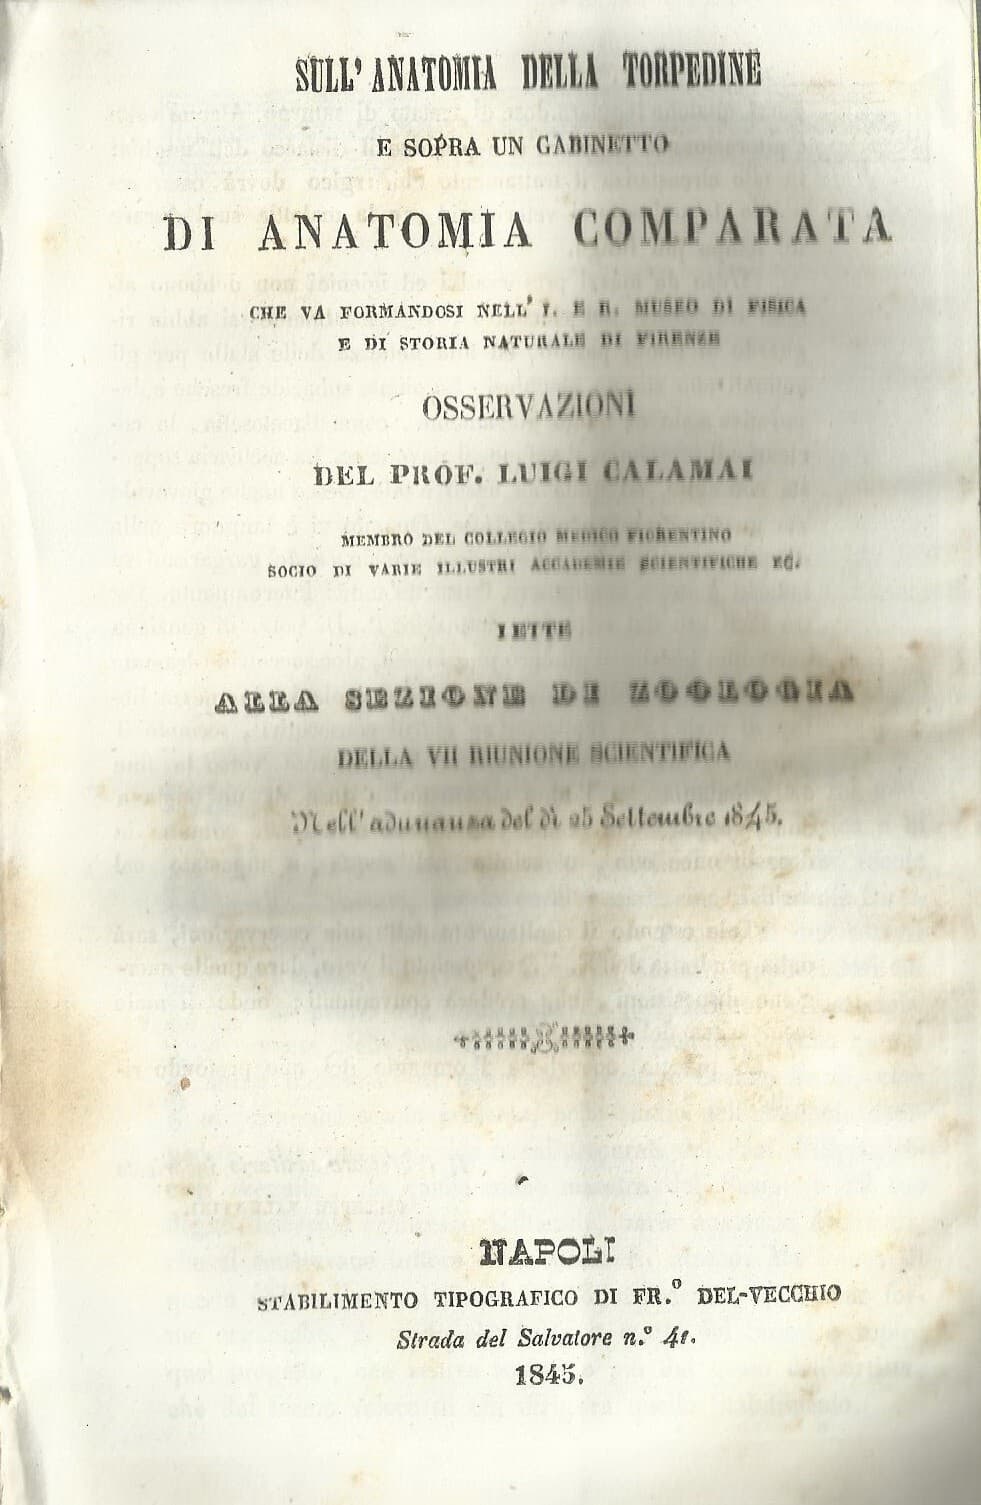 SULL' ANATOMIA DELLA TORPEDINE
E SOPRA UN GABINETTO
DI ANATOMIA COMPARATA
CHE VA FORMANDOSI NELL' I. E R. MUSEO DI FISICA
E DI STORIA NATURALE DI FIRENZE
OSSERVAZIONI
DEL PROF. LUIGI CALAMAI
MEMBRO DEL COLLEGIO MEDICO FIORENTINO
SOCIO DI VARIE ILLUSTRI ACCADEMIE SCIENTIFICHE EC.
LETTE
ALLA SEZIONE DI ZOOLOGIA
DELLA VII RIUNIONE SCIENTIFICA
Nell' adunanza del dì 25 Settembre 1845.
NAPOLI
STABILIMENTO TIPOGRAFICO DI FR.º DEL-VECCHIO
Strada del Salvatore n.º 41.
1845.